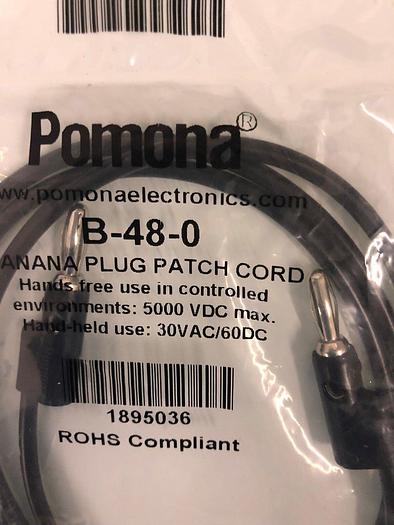 Pomona®
www.pomonaelectronics.com
B-48-0
BANANA PLUG PATCH CORD
Hands free use in controlled
environments: 5000 VDC max.
Hand-held use: 30VAC/60DC
1895036
ROHS Compliant